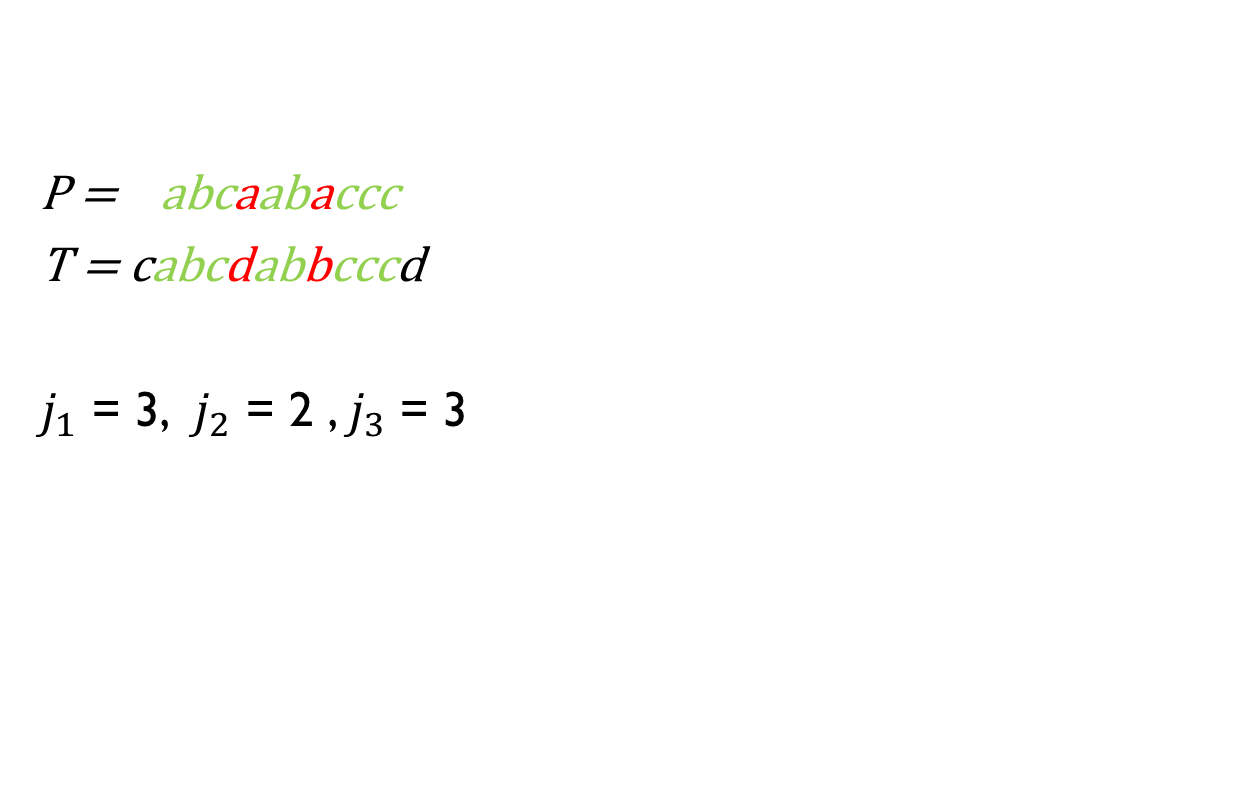 P = abcaabaccc
T = cabcdabbcccd
j₁ = 3, j₂ = 2 , j₃ = 3